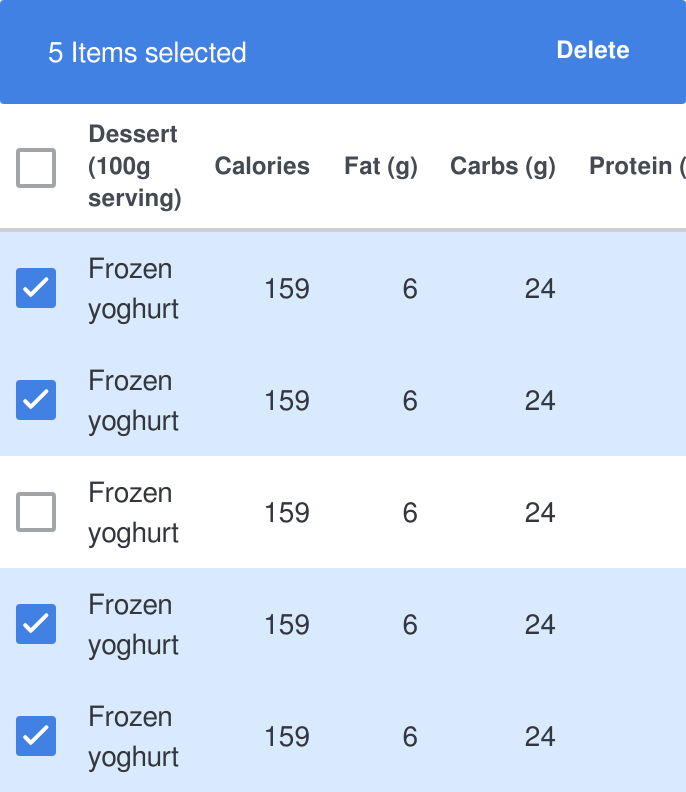 5 Items selected Delete
Dessert
(100g
serving) Calories Fat (g) Carbs (g) Protein (
Frozen
yoghurt 159 6 24
Frozen
yoghurt 159 6 24
Frozen
yoghurt 159 6 24
Frozen
yoghurt 159 6 24
Frozen
yoghurt 159 6 24